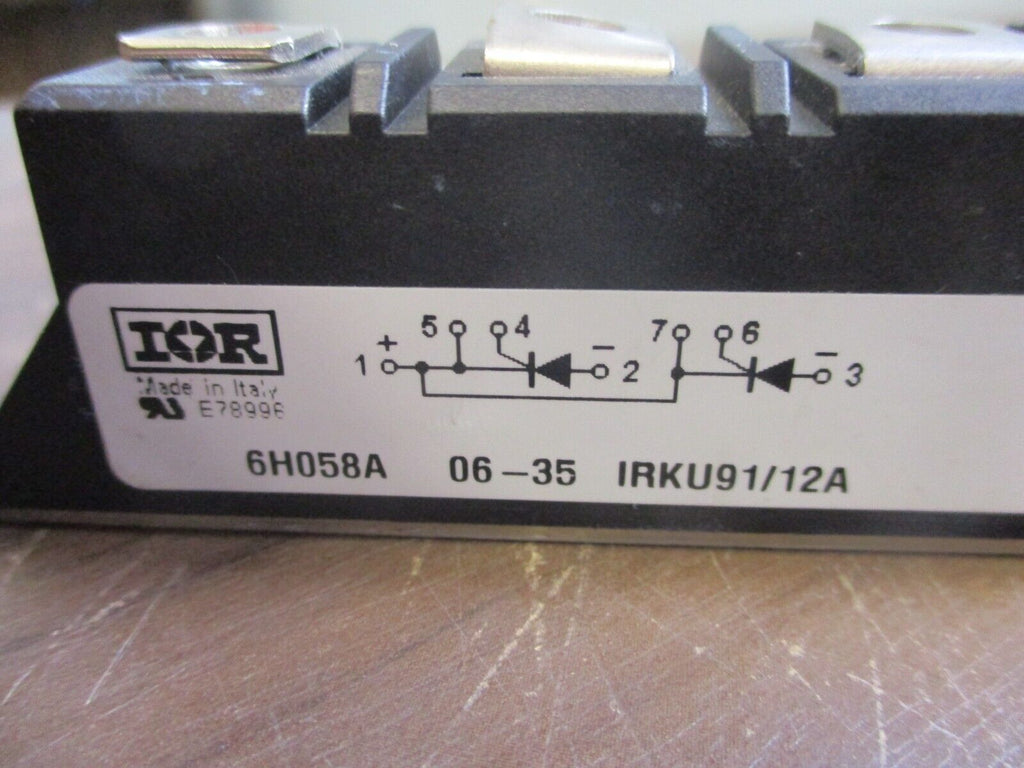 IOR
Made in Italy
E78996
+ 5 4 7 6
1 − 2 − 3
6H058A 06-35 IRKU91/12A